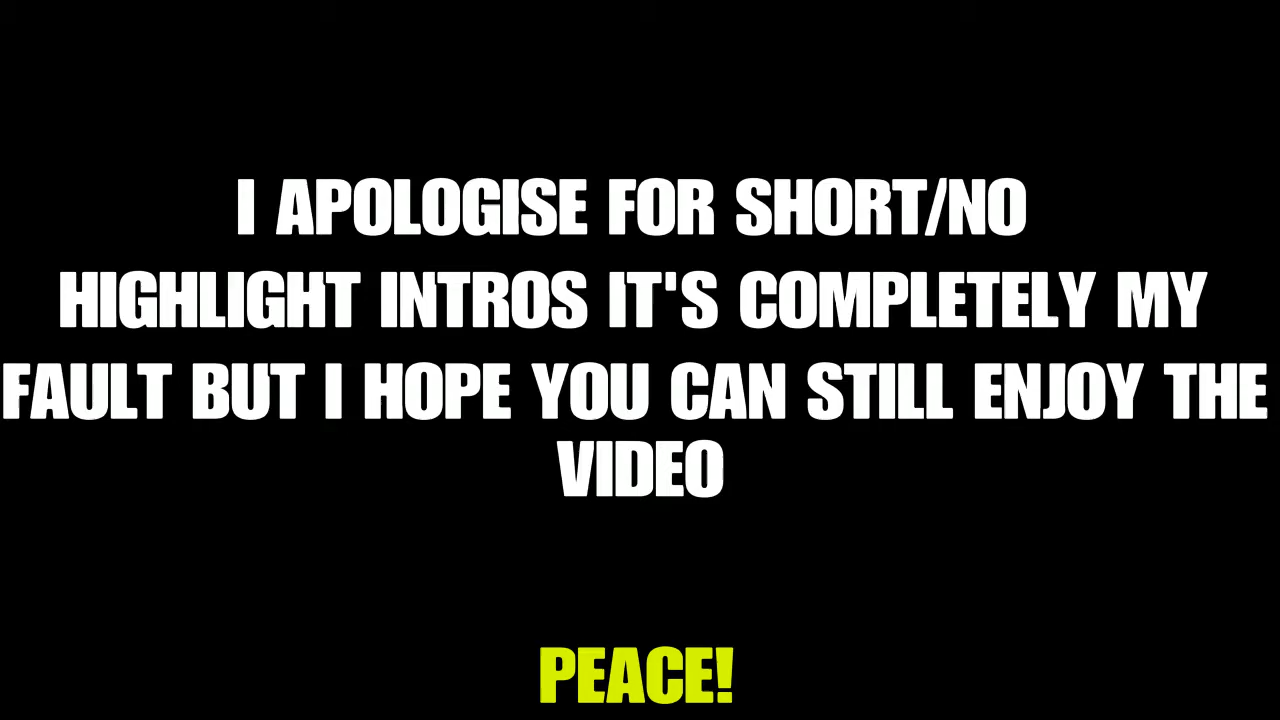 I APOLOGISE FOR SHORT/NO
HIGHLIGHT INTROS IT'S COMPLETELY MY
FAULT BUT I HOPE YOU CAN STILL ENJOY THE
VIDEO
PEACE!